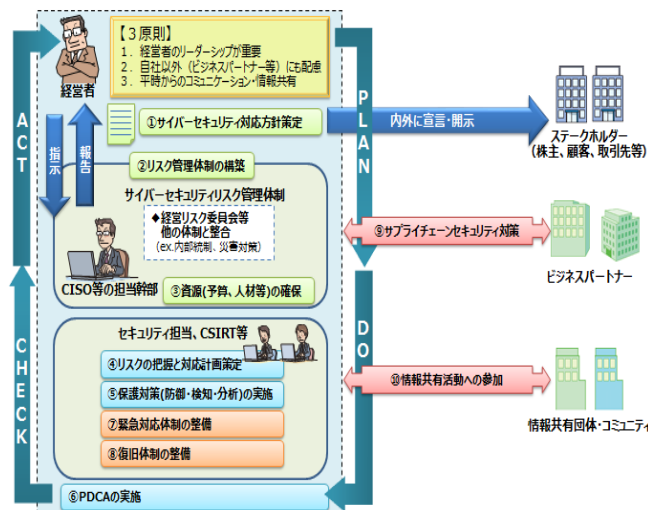 【３原則】
１．経営者のリーダーシップが重要
２．自社以外（ビジネスパートナー等）にも配慮
３．平時からのコミュニケーション・情報共有
経営者
①サイバーセキュリティ対応方針策定
内外に宣言・開示
ステークホルダー
（株主、顧客、取引先等）
PLAN
ACT
指示
報告
②リスク管理体制の構築
サイバーセキュリティリスク管理体制
◆経営リスク委員会等
他の体制と整合
（ex.内部統制、災害対策）
CISO等の担当幹部
③資源(予算、人材等)の確保
⑨サプライチェーンセキュリティ対策
ビジネスパートナー
CHECK
DO
セキュリティ担当、CSIRT等
④リスクの把握と対応計画策定
⑤保護対策(防御・検知・分析)の実施
⑦緊急対応体制の整備
⑧復旧体制の整備
⑩情報共有活動への参加
情報共有団体・コミュニティ
⑥PDCAの実施